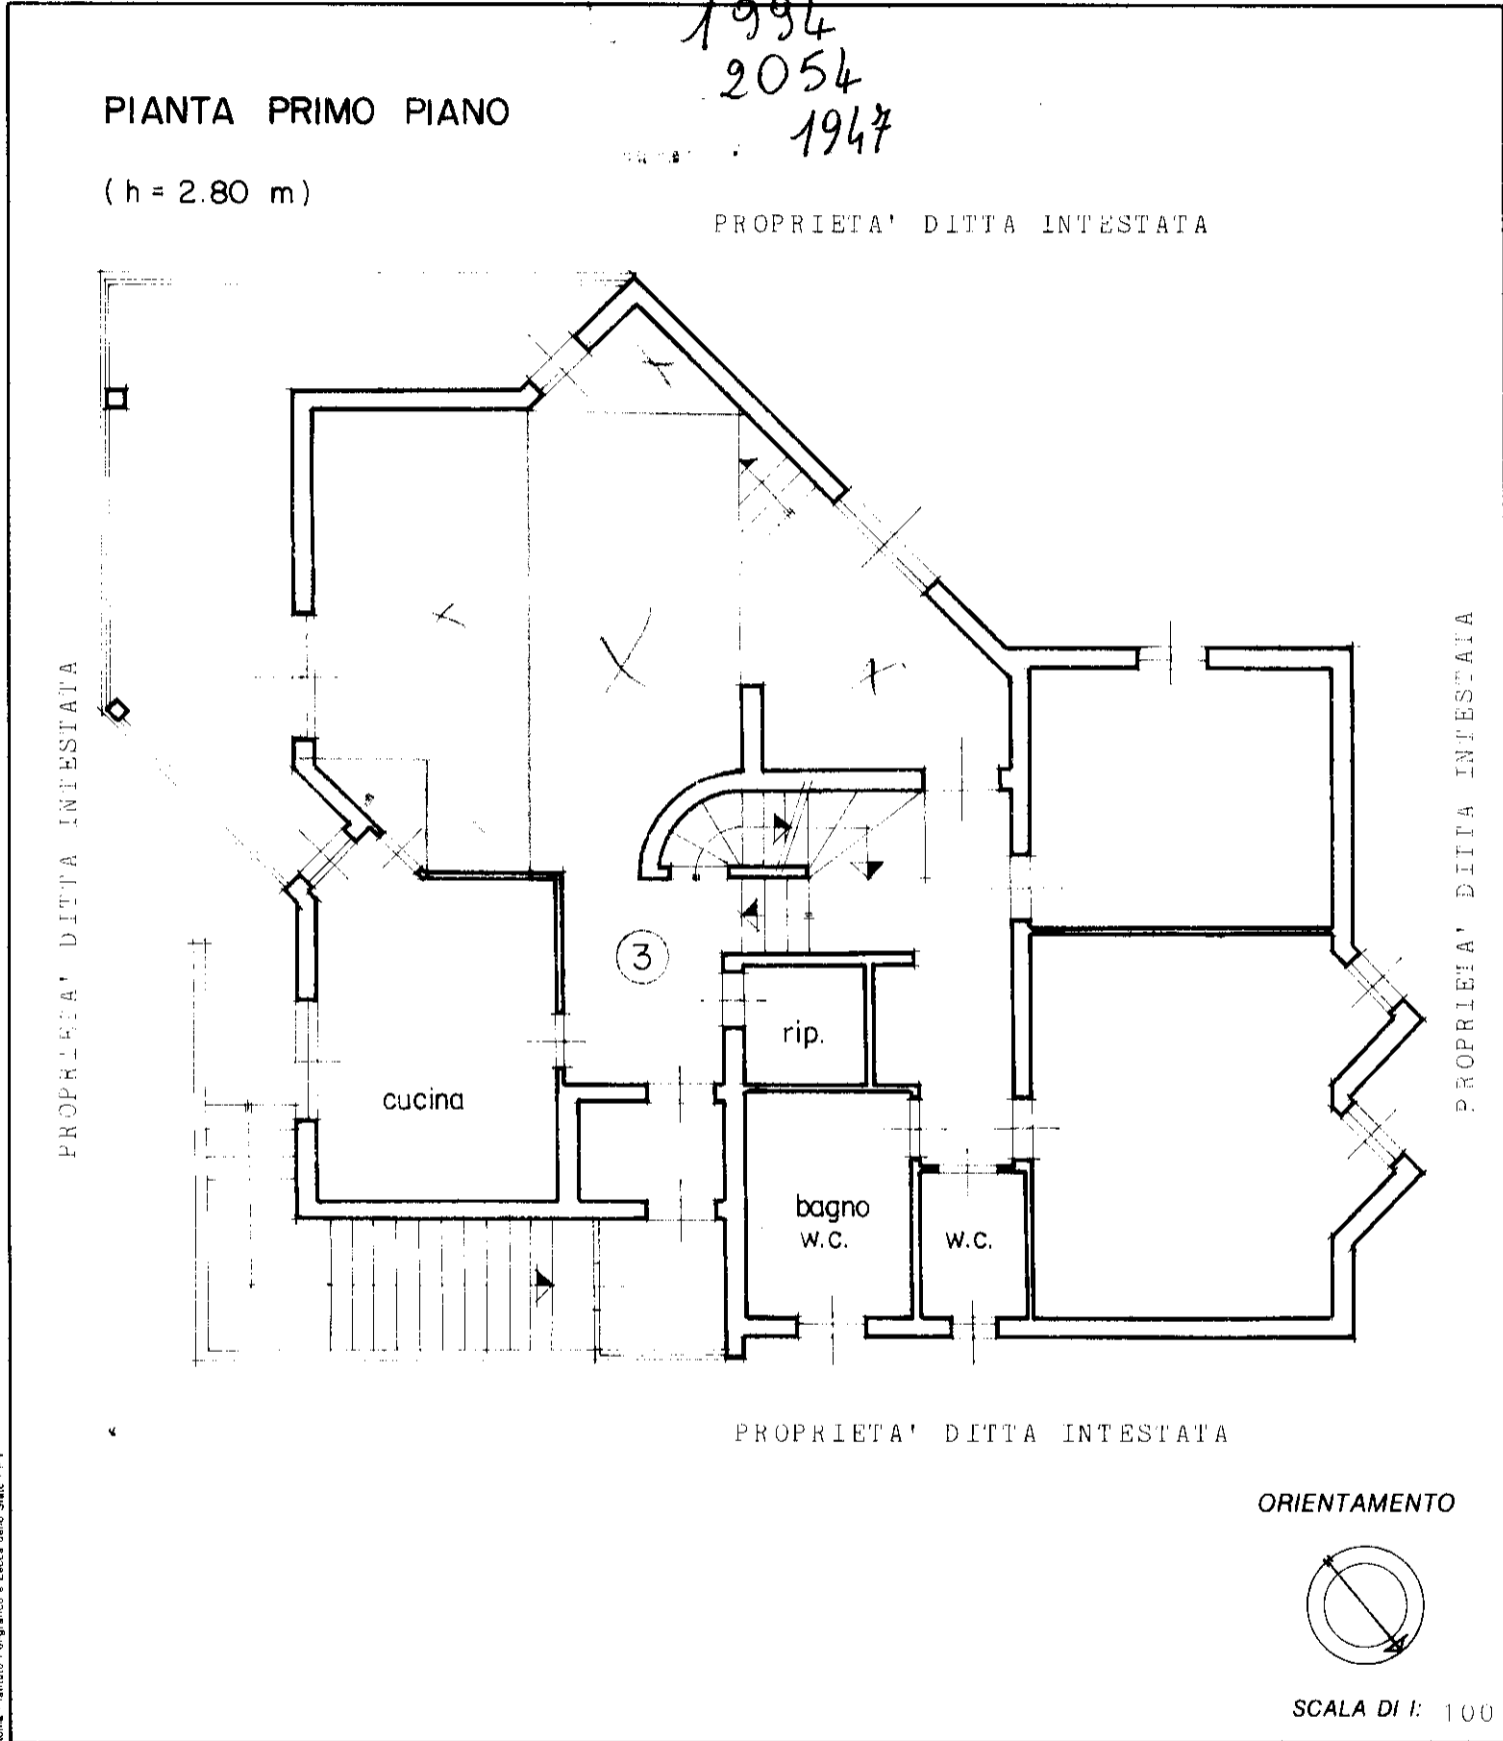 1994
2054
1947
PIANTA PRIMO PIANO
(h = 2.80 m)
PROPRIETA' DITTA INTESTATA
PROPRIETA' DITTA INTESTATA
PROPRIETA' DITTA INTESTATA
3
rip.
cucina
bagno
w.c.
w.c.
PROPRIETA' DITTA INTESTATA
ORIENTAMENTO
SCALA DI 1: 100